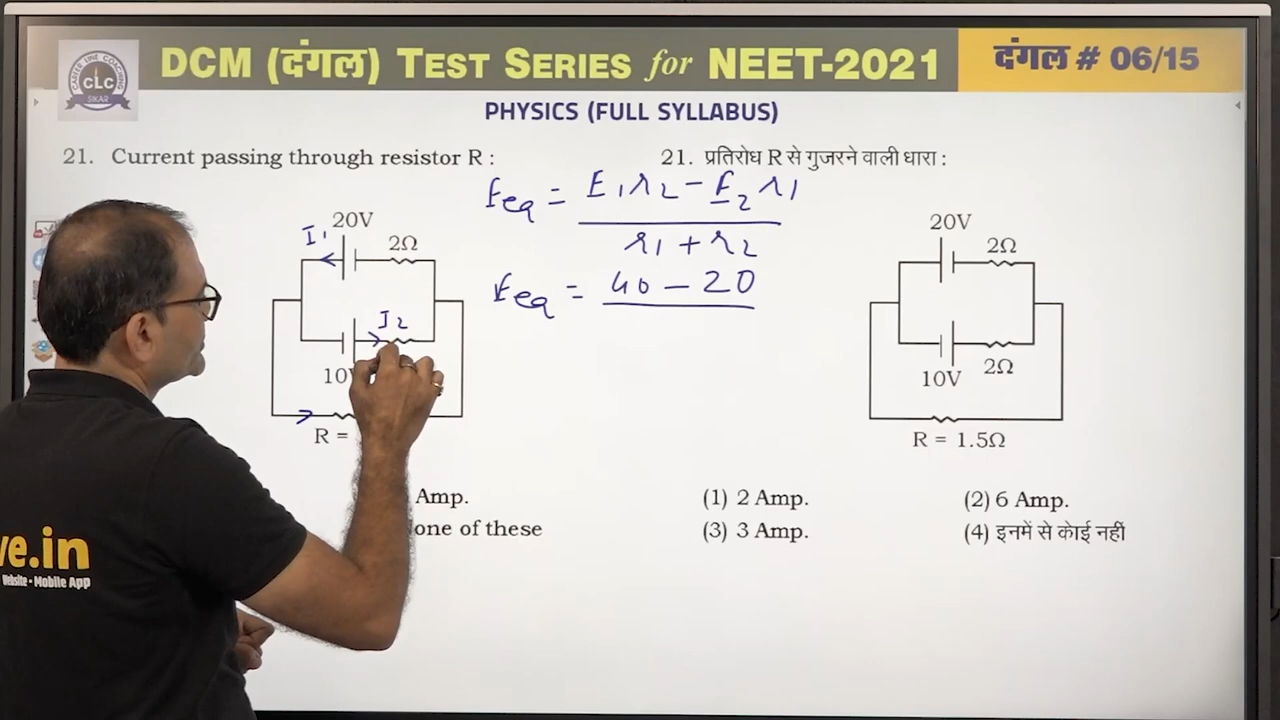 CAREER LINE COACHING
CLC
SIKAR
DCM (दंगल) TEST SERIES for NEET-2021
दंगल # 06/15
PHYSICS (FULL SYLLABUS)
21. Current passing through resistor R :
20V
2Ω
I1
I2
10V
R =
Amp.
one of these
21. प्रतिरोध R से गुजरने वाली धारा :
Eeq = E1r2 - E2r1
r1 + r2
Eeq = 40 - 20
20V
2Ω
10V
2Ω
R = 1.5Ω
(1) 2 Amp.
(2) 6 Amp.
(3) 3 Amp.
(4) इनमें से कोई नहीं
ve.in
Website - Mobile App